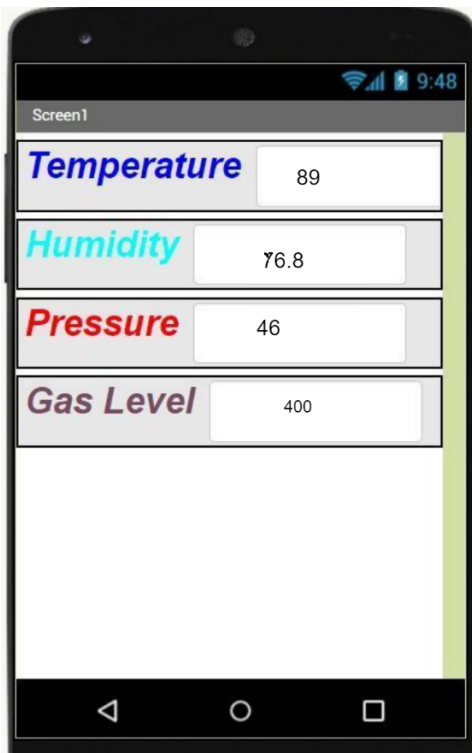 9:48
Screen1
Temperature 89
Humidity 76.8
Pressure 46
Gas Level 400